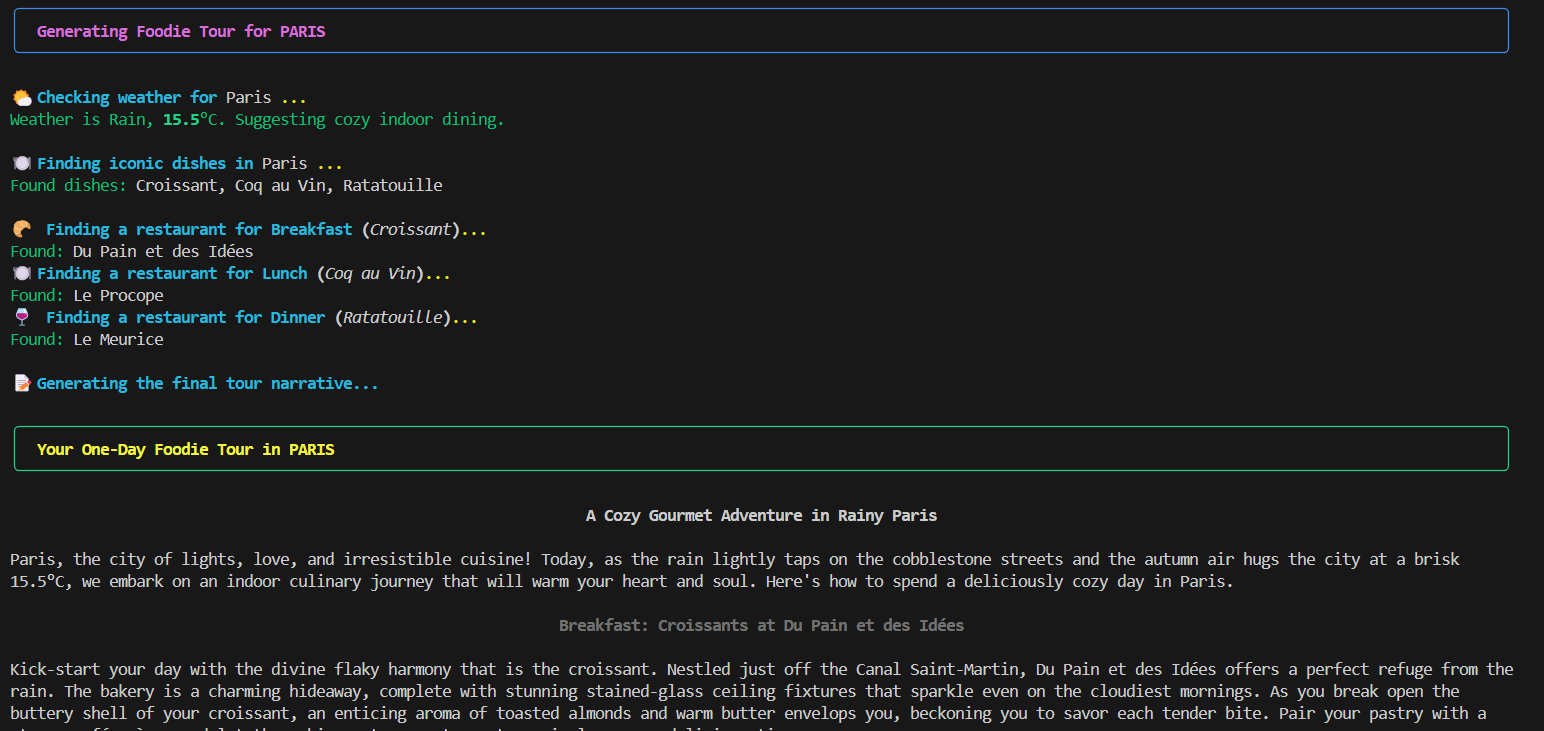 Generating Foodie Tour for PARIS
Checking weather for Paris ...
Weather is Rain, 15.5°C. Suggesting cozy indoor dining.
Finding iconic dishes in Paris ...
Found dishes: Croissant, Coq au Vin, Ratatouille
Finding a restaurant for Breakfast (Croissant)...
Found: Du Pain et des Idées
Finding a restaurant for Lunch (Coq au Vin)...
Found: Le Procope
Finding a restaurant for Dinner (Ratatouille)...
Found: Le Meurice
Generating the final tour narrative...
Your One-Day Foodie Tour in PARIS
A Cozy Gourmet Adventure in Rainy Paris
Paris, the city of lights, love, and irresistible cuisine! Today, as the rain lightly taps on the cobblestone streets and the autumn air hugs the city at a brisk
15.5°C, we embark on an indoor culinary journey that will warm your heart and soul. Here's how to spend a deliciously cozy day in Paris.
Breakfast: Croissants at Du Pain et des Idées
Kick-start your day with the divine flaky harmony that is the croissant. Nestled just off the Canal Saint-Martin, Du Pain et des Idées offers a perfect refuge from the
rain. The bakery is a charming hideaway, complete with stunning stained-glass ceiling fixtures that sparkle even on the cloudiest mornings. As you break open the
buttery shell of your croissant, an enticing aroma of toasted almonds and warm butter envelops you, beckoning you to savor each tender bite. Pair your pastry with a